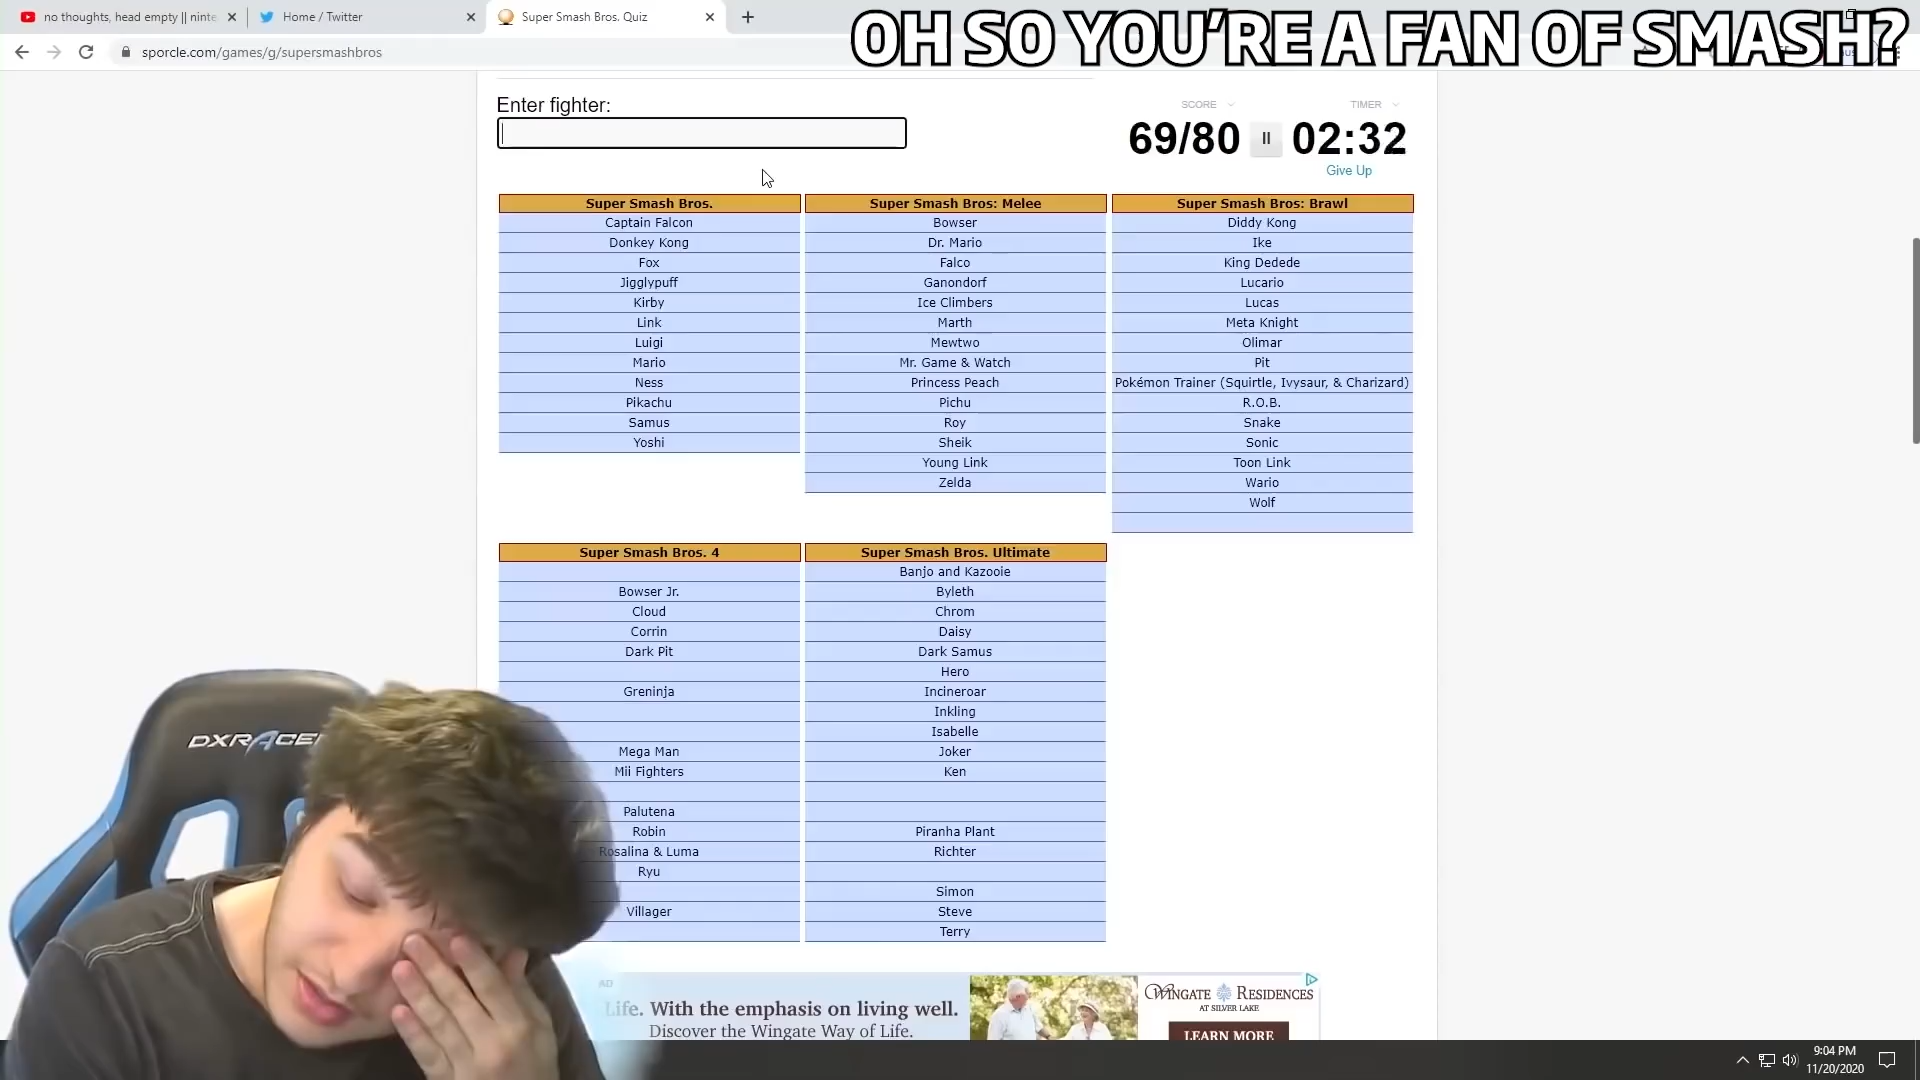 no thoughts, head empty || ninte
Home / Twitter
Super Smash Bros. Quiz
OH SO YOU'RE A FAN OF SMASH?
sporcle.com/games/g/supersmashbros
Enter fighter:
SCORE
TIMER
69/80
02:32
Give Up
Super Smash Bros.
Captain Falcon
Donkey Kong
Fox
Jigglypuff
Kirby
Link
Luigi
Mario
Ness
Pikachu
Samus
Yoshi
Super Smash Bros: Melee
Bowser
Dr. Mario
Falco
Ganondorf
Ice Climbers
Marth
Mewtwo
Mr. Game & Watch
Princess Peach
Pichu
Roy
Sheik
Young Link
Zelda
Super Smash Bros: Brawl
Diddy Kong
Ike
King Dedede
Lucario
Lucas
Meta Knight
Olimar
Pit
Pokémon Trainer (Squirtle, Ivysaur, & Charizard)
R.O.B.
Snake
Sonic
Toon Link
Wario
Wolf
Super Smash Bros. 4
Bowser Jr.
Cloud
Corrin
Dark Pit
Greninja
Mega Man
Mii Fighters
Palutena
Robin
Rosalina & Luma
Ryu
Villager
Super Smash Bros. Ultimate
Banjo and Kazooie
Byleth
Chrom
Daisy
Dark Samus
Hero
Incineroar
Inkling
Isabelle
Joker
Ken
Piranha Plant
Richter
Simon
Steve
Terry
DXRACE
AD
Life. With the emphasis on living well.
Discover the Wingate Way of Life.
WINGATE RESIDENCES
AT SILVER LAKE
LEARN MORE
9:04 PM
11/20/2020